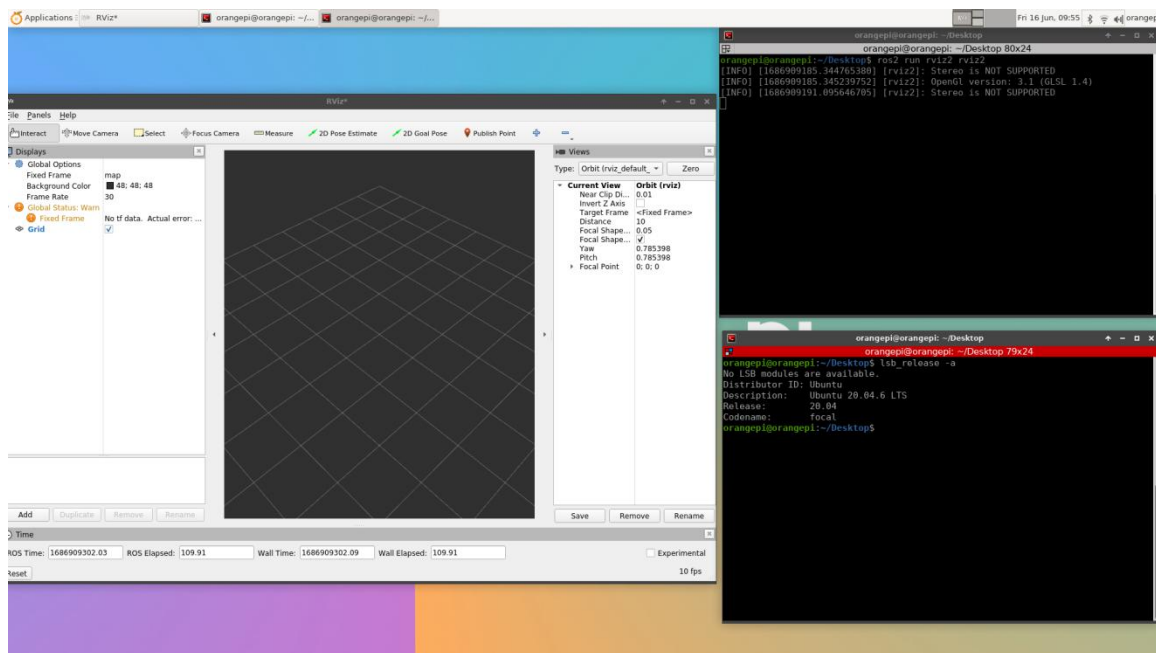 Applications RViz* orangepi@orangepi: ~/... orangepi@orangepi: ~/... Fri 16 Jun, 09:55 orangep
RViz*
File Panels Help
Interact Move Camera Select Focus Camera Measure 2D Pose Estimate 2D Goal Pose Publish Point
Displays
Global Options
Fixed Frame map
Background Color 48; 48; 48
Frame Rate 30
Global Status: Warn
Fixed Frame No tf data. Actual error: ...
Grid
Add Duplicate Remove Rename
Views
Type: Orbit (rviz_default_ Zero
Current View Orbit (rviz)
Near Clip Di... 0.01
Invert Z Axis
Target Frame <Fixed Frame>
Distance 10
Focal Shape... 0.05
Focal Shape...
Yaw 0.785398
Pitch 0.785398
Focal Point 0; 0; 0
Save Remove Rename
Time
ROS Time: 1686909302.03 ROS Elapsed: 109.91 Wall Time: 1686909302.09 Wall Elapsed: 109.91 Experimental
Reset 10 fps
orangepi@orangepi: ~/Desktop
orangepi@orangepi: ~/Desktop 80x24
orangepi@orangepi:~/Desktop$ ros2 run rviz2 rviz2
[INFO] [1686909185.344765380] [rviz2]: Stereo is NOT SUPPORTED
[INFO] [1686909185.345239752] [rviz2]: OpenGl version: 3.1 (GLSL 1.4)
[INFO] [1686909191.095646705] [rviz2]: Stereo is NOT SUPPORTED
orangepi@orangepi: ~/Desktop
orangepi@orangepi: ~/Desktop 79x24
orangepi@orangepi:~/Desktop$ lsb_release -a
No LSB modules are available.
Distributor ID: Ubuntu
Description: Ubuntu 20.04.6 LTS
Release: 20.04
Codename: focal
orangepi@orangepi:~/Desktop$